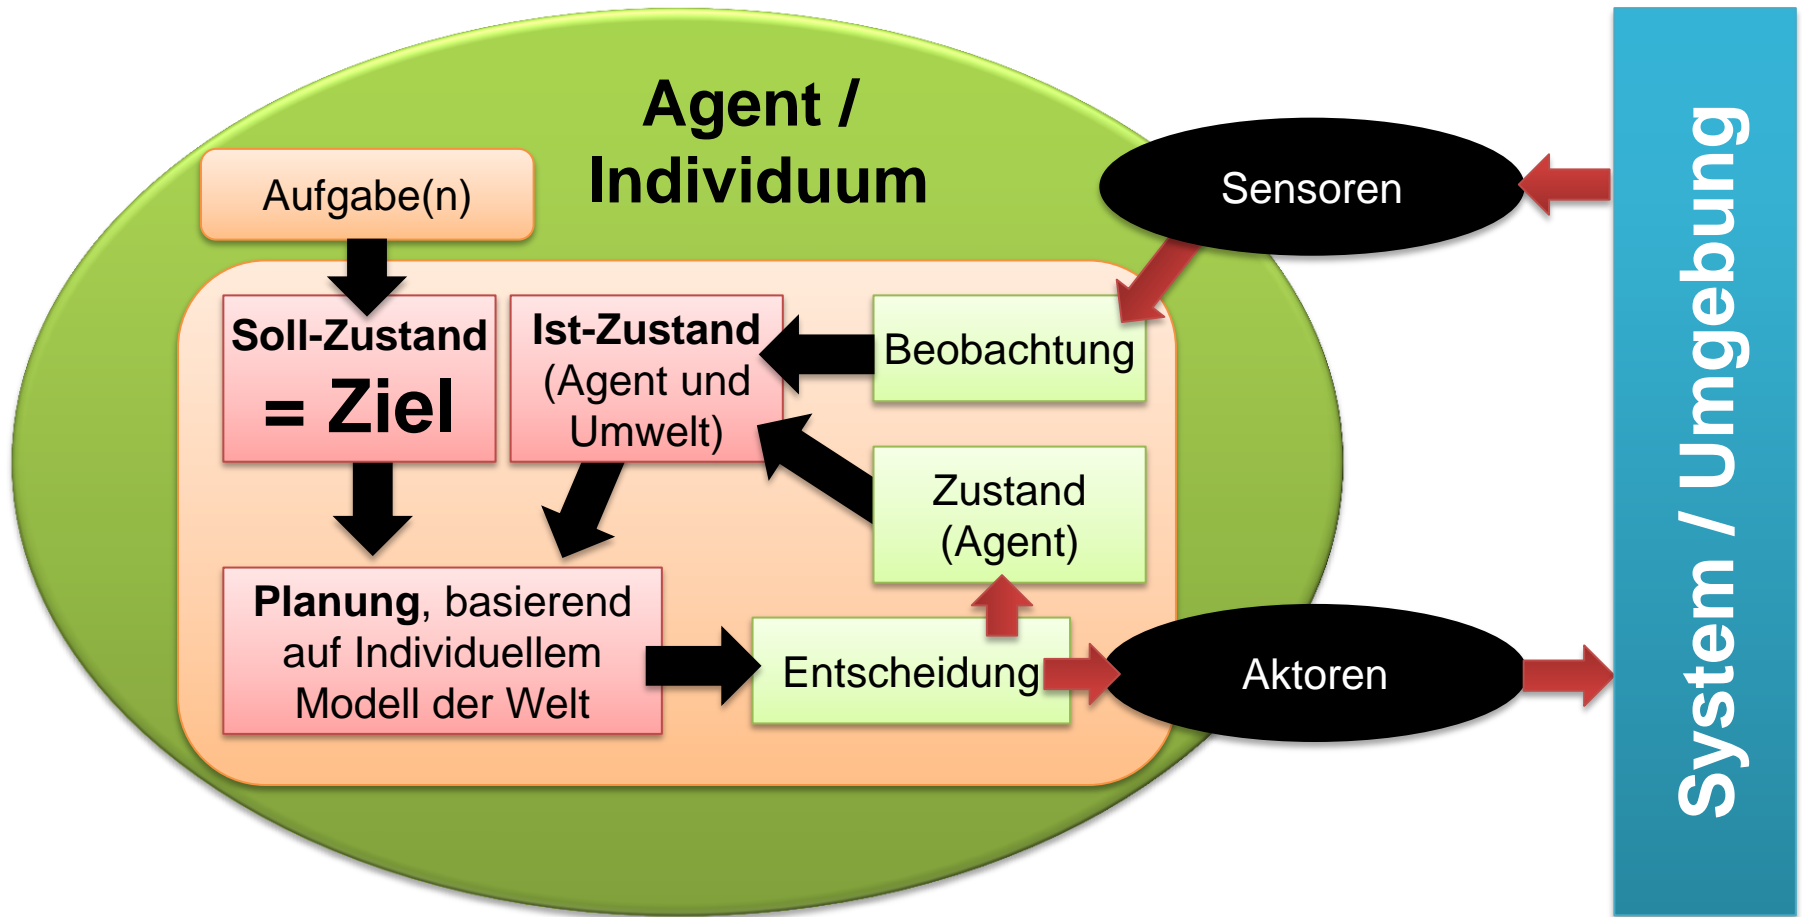 Agent /
Individuum
Aufgabe(n)
Sensoren
Soll-Zustand
= Ziel
Ist-Zustand
(Agent und
Umwelt)
Beobachtung
Zustand
(Agent)
Planung, basierend
auf Individuellem
Modell der Welt
Entscheidung
Aktoren
System / Umgebung